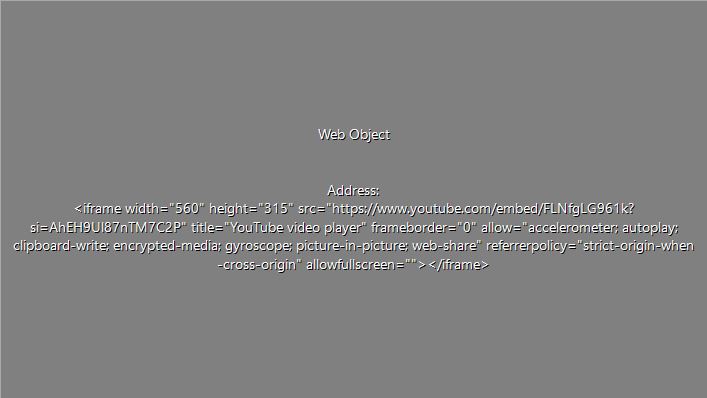 Web Object
Address:
<iframe width="560" height="315" src="https://www.youtube.com/embed/FLNfgLG961k?
si=AhEH9Ul87nTM7C2P" title="YouTube video player" frameborder="0" allow="accelerometer; autoplay;
clipboard-write; encrypted-media; gyroscope; picture-in-picture; web-share" referrerpolicy="strict-origin-when
-cross-origin" allowfullscreen=""></iframe>